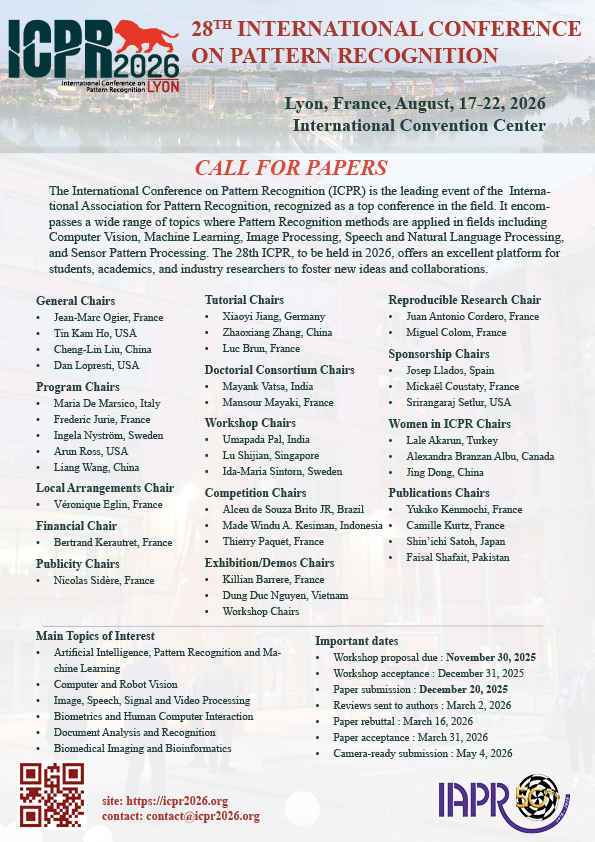 ICPR
2026
International Conference on
Pattern Recognition
LYON
28TH INTERNATIONAL CONFERENCE
ON PATTERN RECOGNITION
Lyon, France, August, 17-22, 2026
International Convention Center
CALL FOR PAPERS
The International Conference on Pattern Recognition (ICPR) is the leading event of the Interna-
tional Association for Pattern Recognition, recognized as a top conference in the field. It encom-
passes a wide range of topics where Pattern Recognition methods are applied in fields including
Computer Vision, Machine Learning, Image Processing, Speech and Natural Language Processing,
and Sensor Pattern Processing. The 28th ICPR, to be held in 2026, offers an excellent platform for
students, academics, and industry researchers to foster new ideas and collaborations.
General Chairs
• Jean-Marc Ogier, France
• Tin Kam Ho, USA
• Cheng-Lin Liu, China
• Dan Lopresti, USA
Program Chairs
• Maria De Marsico, Italy
• Frederic Jurie, France
• Ingela Nyström, Sweden
• Arun Ross, USA
• Liang Wang, China
Local Arrangements Chair
• Véronique Eglin, France
Financial Chair
• Bertrand Kerautret, France
Publicity Chairs
• Nicolas Sidère, France
Tutorial Chairs
• Xiaoyi Jiang, Germany
• Zhaoxiang Zhang, China
• Luc Brun, France
Doctorial Consortium Chairs
• Mayank Vatsa, India
• Mansour Mayaki, France
Workshop Chairs
• Umapada Pal, India
• Lu Shijian, Singapore
• Ida-Maria Sintorn, Sweden
Competition Chairs
• Alceu de Souza Brito JR, Brazil
• Made Windu A. Kesiman, Indonesia
• Thierry Paquet, France
Exhibition/Demos Chairs
• Killian Barrere, France
• Dung Duc Nguyen, Vietnam
• Workshop Chairs
Reproducible Research Chair
• Juan Antonio Cordero, France
• Miguel Colom, France
Sponsorship Chairs
• Josep Llados, Spain
• Mickaël Coustaty, France
• Srirangaraj Setlur, USA
Women in ICPR Chairs
• Lale Akarun, Turkey
• Alexandra Branzan Albu, Canada
• Jing Dong, China
Publications Chairs
• Yukiko Kenmochi, France
• Camille Kurtz, France
• Shin'ichi Satoh, Japan
• Faisal Shafait, Pakistan
Main Topics of Interest
• Artificial Intelligence, Pattern Recognition and Ma-
chine Learning
• Computer and Robot Vision
• Image, Speech, Signal and Video Processing
• Biometrics and Human Computer Interaction
• Document Analysis and Recognition
• Biomedical Imaging and Bioinformatics
Important dates
• Workshop proposal due : November 30, 2025
• Workshop acceptance : December 31, 2025
• Paper submission : December 20, 2025
• Reviews sent to authors : March 2, 2026
• Paper rebuttal : March 16, 2026
• Paper acceptance : March 31, 2026
• Camera-ready submission : May 4, 2026
site: https://icpr2026.org
contact: contact@icpr2026.org
IAPR